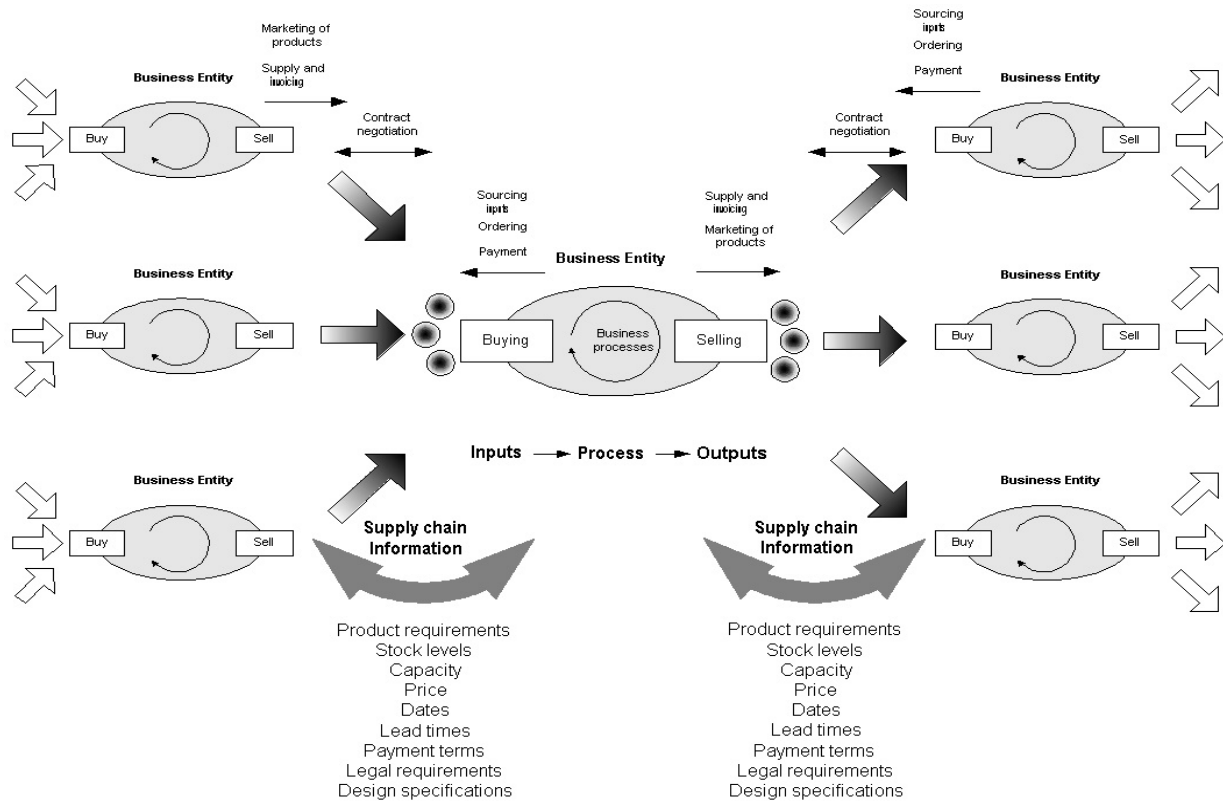 Marketing of
products
Supply and
invoicing
Business Entity
Buy
Sell
Contract
negotiation
Sourcing
inputs
Ordering
Payment
Business Entity
Buy
Sell
Contract
negotiation
Sourcing
inputs
Ordering
Payment
Supply and
invoicing
Marketing of
products
Business Entity
Buy
Sell
Business Entity
Buying
Business
processes
Selling
Business Entity
Buy
Sell
Inputs Process Outputs
Business Entity
Buy
Sell
Supply chain
Information
Supply chain
Information
Business Entity
Buy
Sell
Product requirements
Stock levels
Capacity
Price
Dates
Lead times
Payment terms
Legal requirements
Design specifications
Product requirements
Stock levels
Capacity
Price
Dates
Lead times
Payment terms
Legal requirements
Design specifications